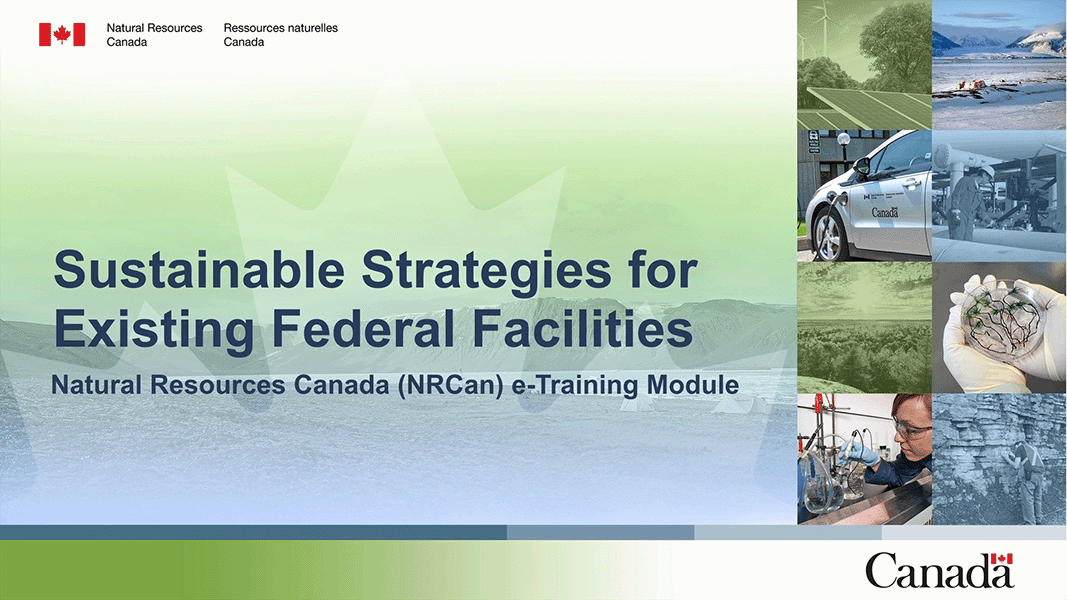 Natural Resources
Canada
Ressources naturelles
Canada
Sustainable Strategies for
Existing Federal Facilities
Natural Resources Canada (NRCan) e-Training Module
Canada
Canada